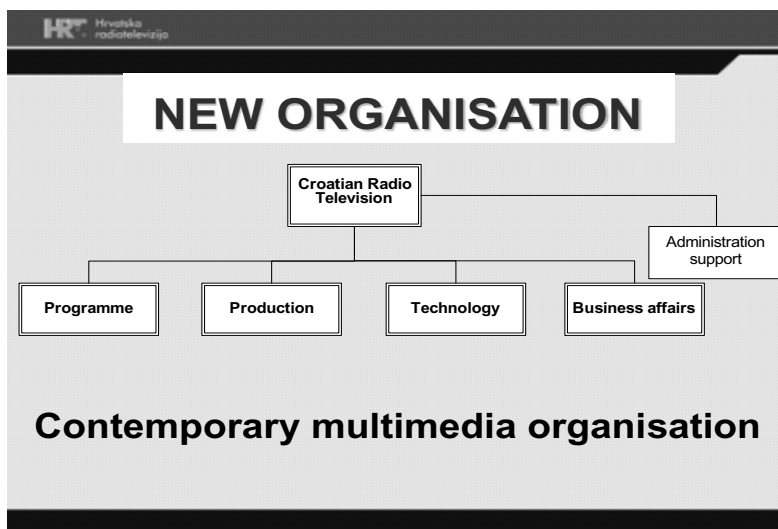 HRT Hrvatska
radiotelevizija
NEW ORGANISATION
Croatian Radio
Television
Administration
support
Programme
Production
Technology
Business affairs
Contemporary multimedia organisation